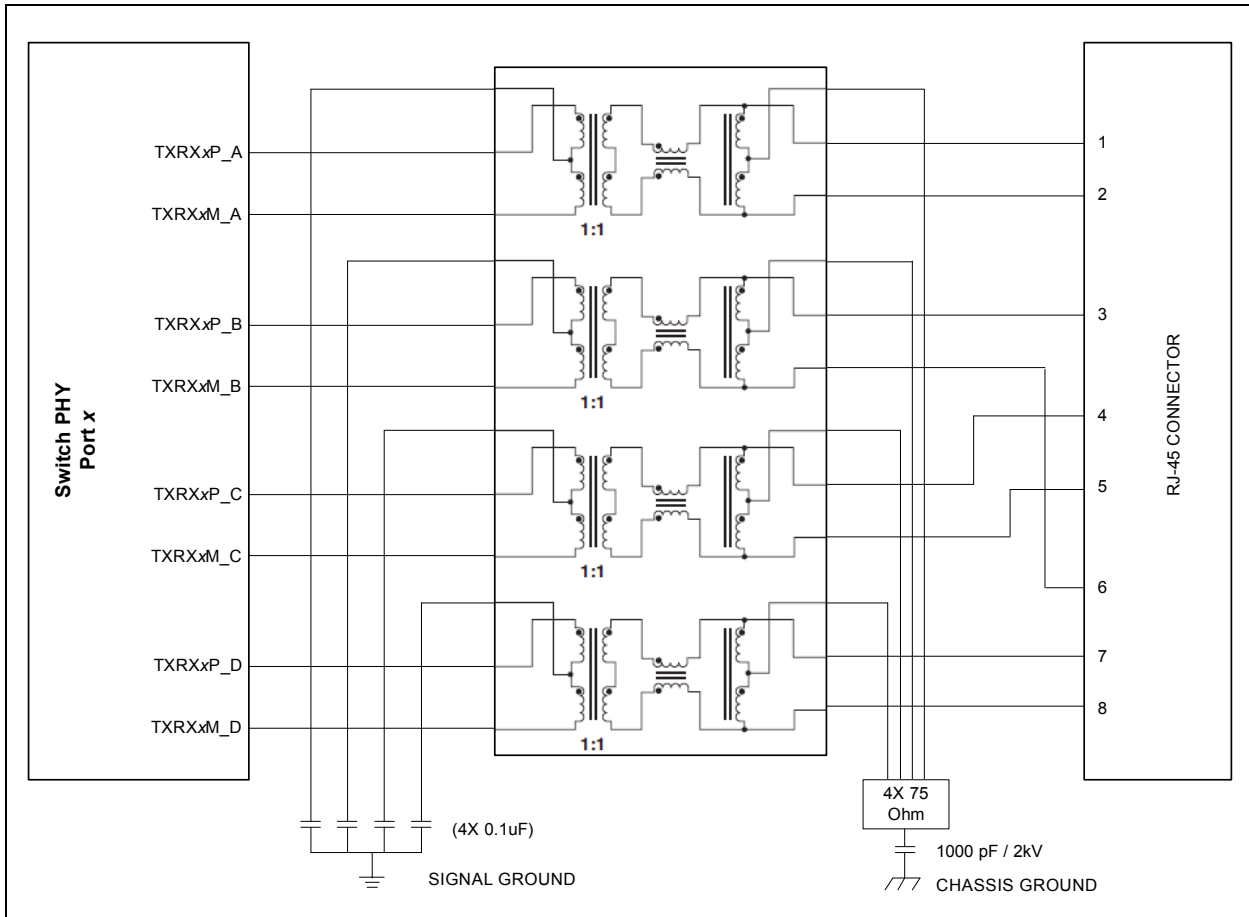 Switch PHY
Port x
TXRXxP_A
TXRXxM_A
TXRXxP_B
TXRXxM_B
TXRXxP_C
TXRXxM_C
TXRXxP_D
TXRXxM_D
1:1
1:1
1:1
1:1
1
2
3
4
5
6
7
8
RJ-45 CONNECTOR
(4X 0.1uF)
SIGNAL GROUND
4X 75
Ohm
1000 pF / 2kV
CHASSIS GROUND